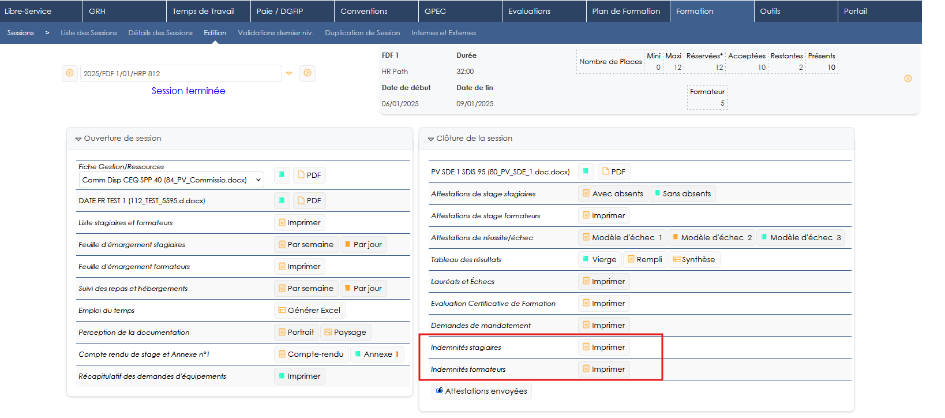 Libre-Service GRH Temps de Travail Paie / DGFIP Conventions GPEC Evaluations Plan de Formation Formation Outils Portail
Sessions > Liste des Sessions Détails des Sessions Edition Validations dernier niv. Duplication de Session Internes et Externes
2025/FDF 1/01/HRP 812
Session terminée
FDF 1 Durée
HR Path 32:00
Date de début Date de fin
06/01/2025 09/01/2025
Mini Maxi Réservées* Acceptées Restantes Présents
Nombre de Places 0 12 12 10 2 10
Formateur
5
Ouverture de session
Fiche Gestion/Ressources
Comm Disp CEQ SPP 40 (84_PV_Commissio.docx) PDF
DATE FR TEST 1 (112_TEST_5595.d.docx) PDF
Liste stagiaires et formateurs Imprimer
Feuille d'émargement stagiaires Par semaine Par jour
Feuille d'émargement formateurs Imprimer
Suivi des repas et hébergements Par semaine Par jour
Emploi du temps Générer Excel
Perception de la documentation Portrait Paysage
Compte rendu de stage et Annexe n°1 Compte-rendu Annexe 1
Récapitulatif des demandes d'équipements Imprimer
Clôture de la session
PV SDE 1 SDIS 95 (80_PV_SDE_1.doc.docx) PDF
Attestations de stage stagiaires Avec absents Sans absents
Attestations de stage formateurs Imprimer
Attestations de réussite/échec Modèle d'échec 1 Modèle d'échec 2 Modèle d'échec 3
Tableau des résultats Vierge Rempli Synthèse
Lauréats et Échecs Imprimer
Evaluation Certificative de Formation Imprimer
Demandes de mandatement Imprimer
Indemnités stagiaires Imprimer
Indemnités formateurs Imprimer
Attestations envoyées